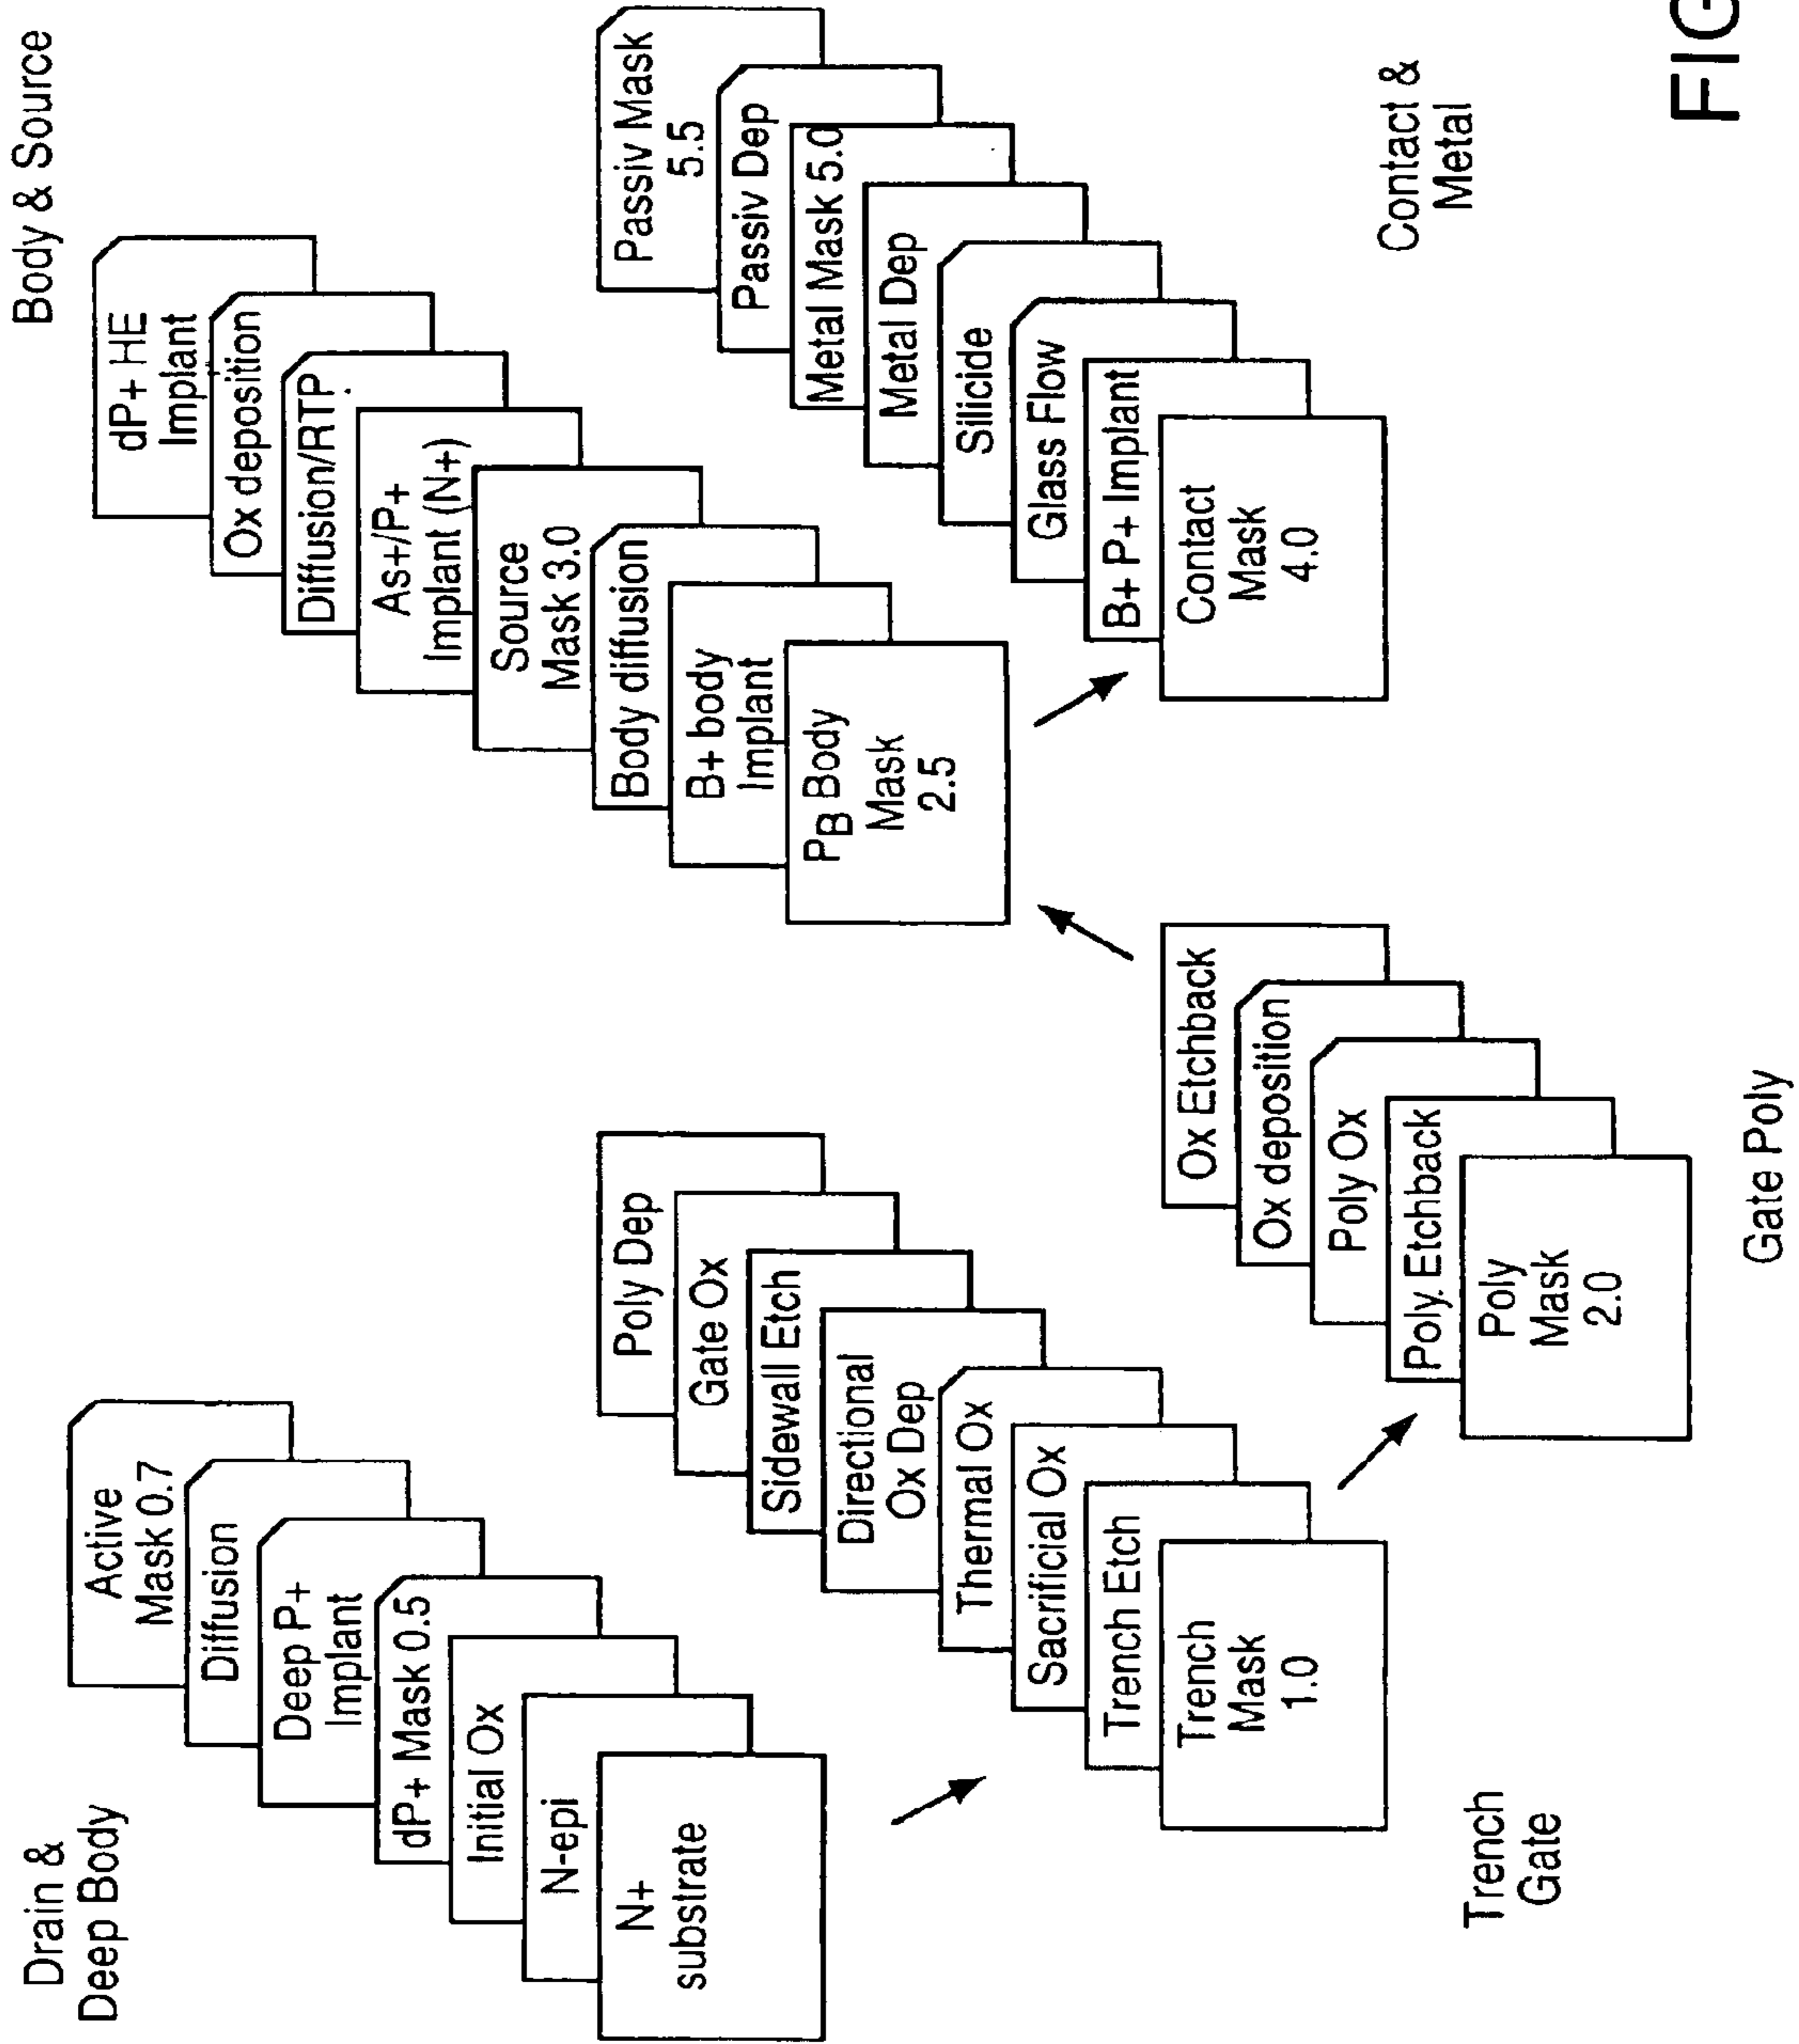 Drain &
Deep Body
N+
substrate
N-epi
Initial Ox
dP+ Mask 0.5
Deep P+
Implant
Diffusion
Active
Mask 0.7
Trench
Gate
Trench
Mask
1.0
Trench Etch
Sacrificial Ox
Thermal Ox
Directional
Ox Dep
Sidewall Etch
Gate Ox
Poly Dep
Gate Poly
Poly
Mask
2.0
Poly. Etchback
Poly Ox
Ox deposition
Ox Etchback
Body & Source
PB Body
Mask
2.5
B+ body
Implant
Body diffusion
Source
Mask 3.0
As+/P+
Implant (N+)
Diffusion/RTP
Ox deposition
dP+ HE
Implant
Contact &
Metal
Contact
Mask
4.0
B+ P+ Implant
Glass Flow
Silicide
Metal Dep
Metal Mask 5.0
Passiv Dep
Passiv Mask
5.5
FIG